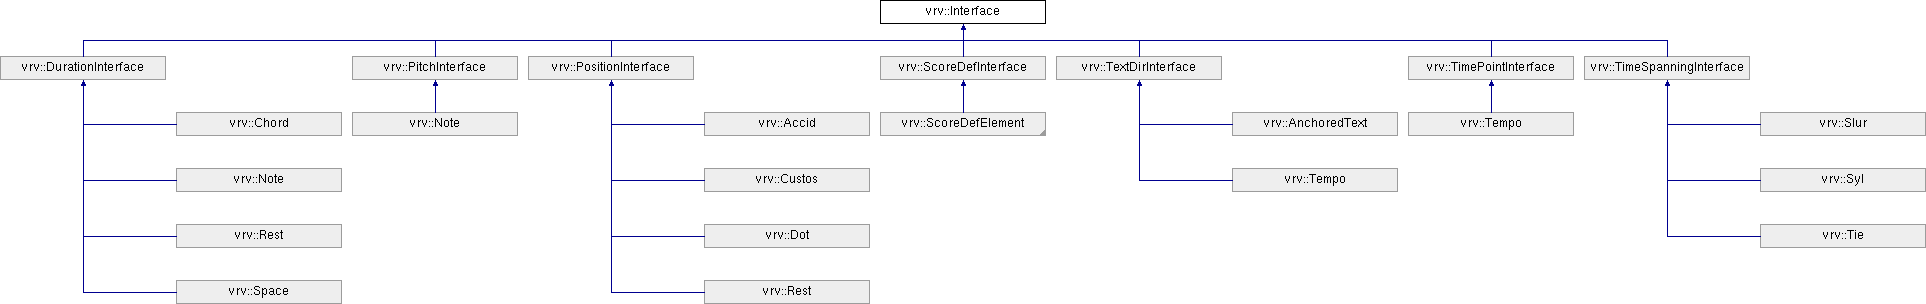 vrv::Interface
vrv::DurationInterface
vrv::PitchInterface
vrv::PositionInterface
vrv::ScoreDefInterface
vrv::TextDirInterface
vrv::TimePointInterface
vrv::TimeSpanningInterface
vrv::Chord
vrv::Note
vrv::Accid
vrv::ScoreDefElement
vrv::AnchoredText
vrv::Tempo
vrv::Slur
vrv::Note
vrv::Custos
vrv::Tempo
vrv::Syl
vrv::Rest
vrv::Dot
vrv::Tie
vrv::Space
vrv::Rest